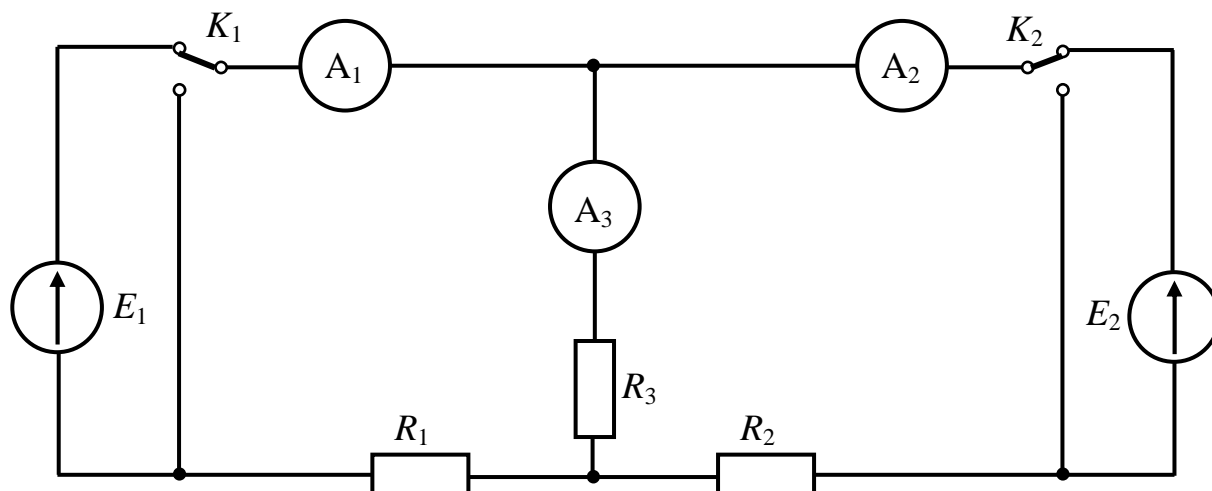 K₁ A₁ A₂ K₂
A₃
E₁ E₂
R₃
R₁ R₂